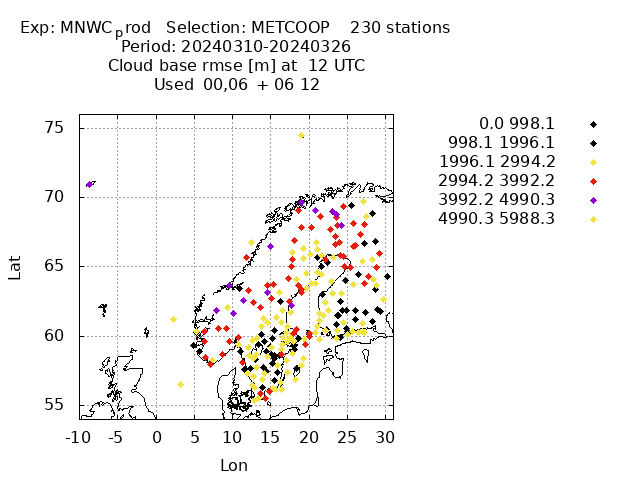 Exp: MNWCprod Selection: METCOOP 230 stations
Period: 20240310-20240326
Cloud base rmse [m] at 12 UTC
Used 00,06 + 06 12
0.0 998.1
998.1 1996.1
1996.1 2994.2
2994.2 3992.2
3992.2 4990.3
4990.3 5988.3
75
70
65
60
55
Lat
-10 -5 0 5 10 15 20 25 30
Lon